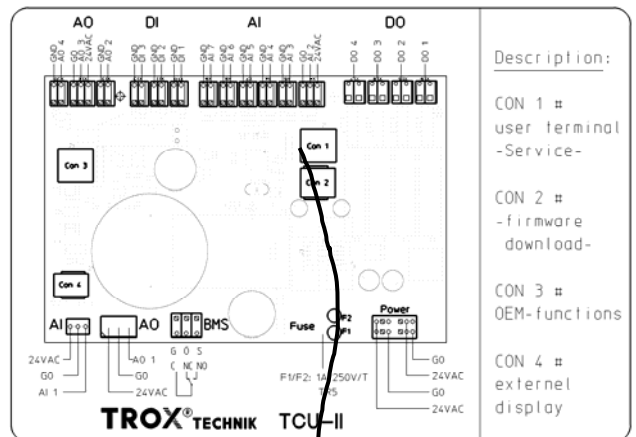 AO DI AI DO
GND
AO 4
GO
AO 3
24VAC
GND
AO 2
GND
DI 3
GND
DI 2
GND
DI 1
GND
AI 7
GND
AI 6
GND
AI 5
GND
AI 4
GND
AI 3
GO
AI 2
24VAC
DO 4
DO 3
DO 2
DO 1
Con 1
Con 2
Con 3
Con 4
AI
AO
BMS
Fuse
F2
F1
Power
24VAC
GO
AI 1
AO 1
GO
24VAC
G O S
C NC NO
F1/F2: 1A/250V/T
TR5
GO
24VAC
GO
24VAC
TROX® TECHNIK TCU-II
Description:
CON 1 #
user terminal
-Service-
CON 2 #
-firmware
download-
CON 3 #
OEM-functions
CON 4 #
externel
display